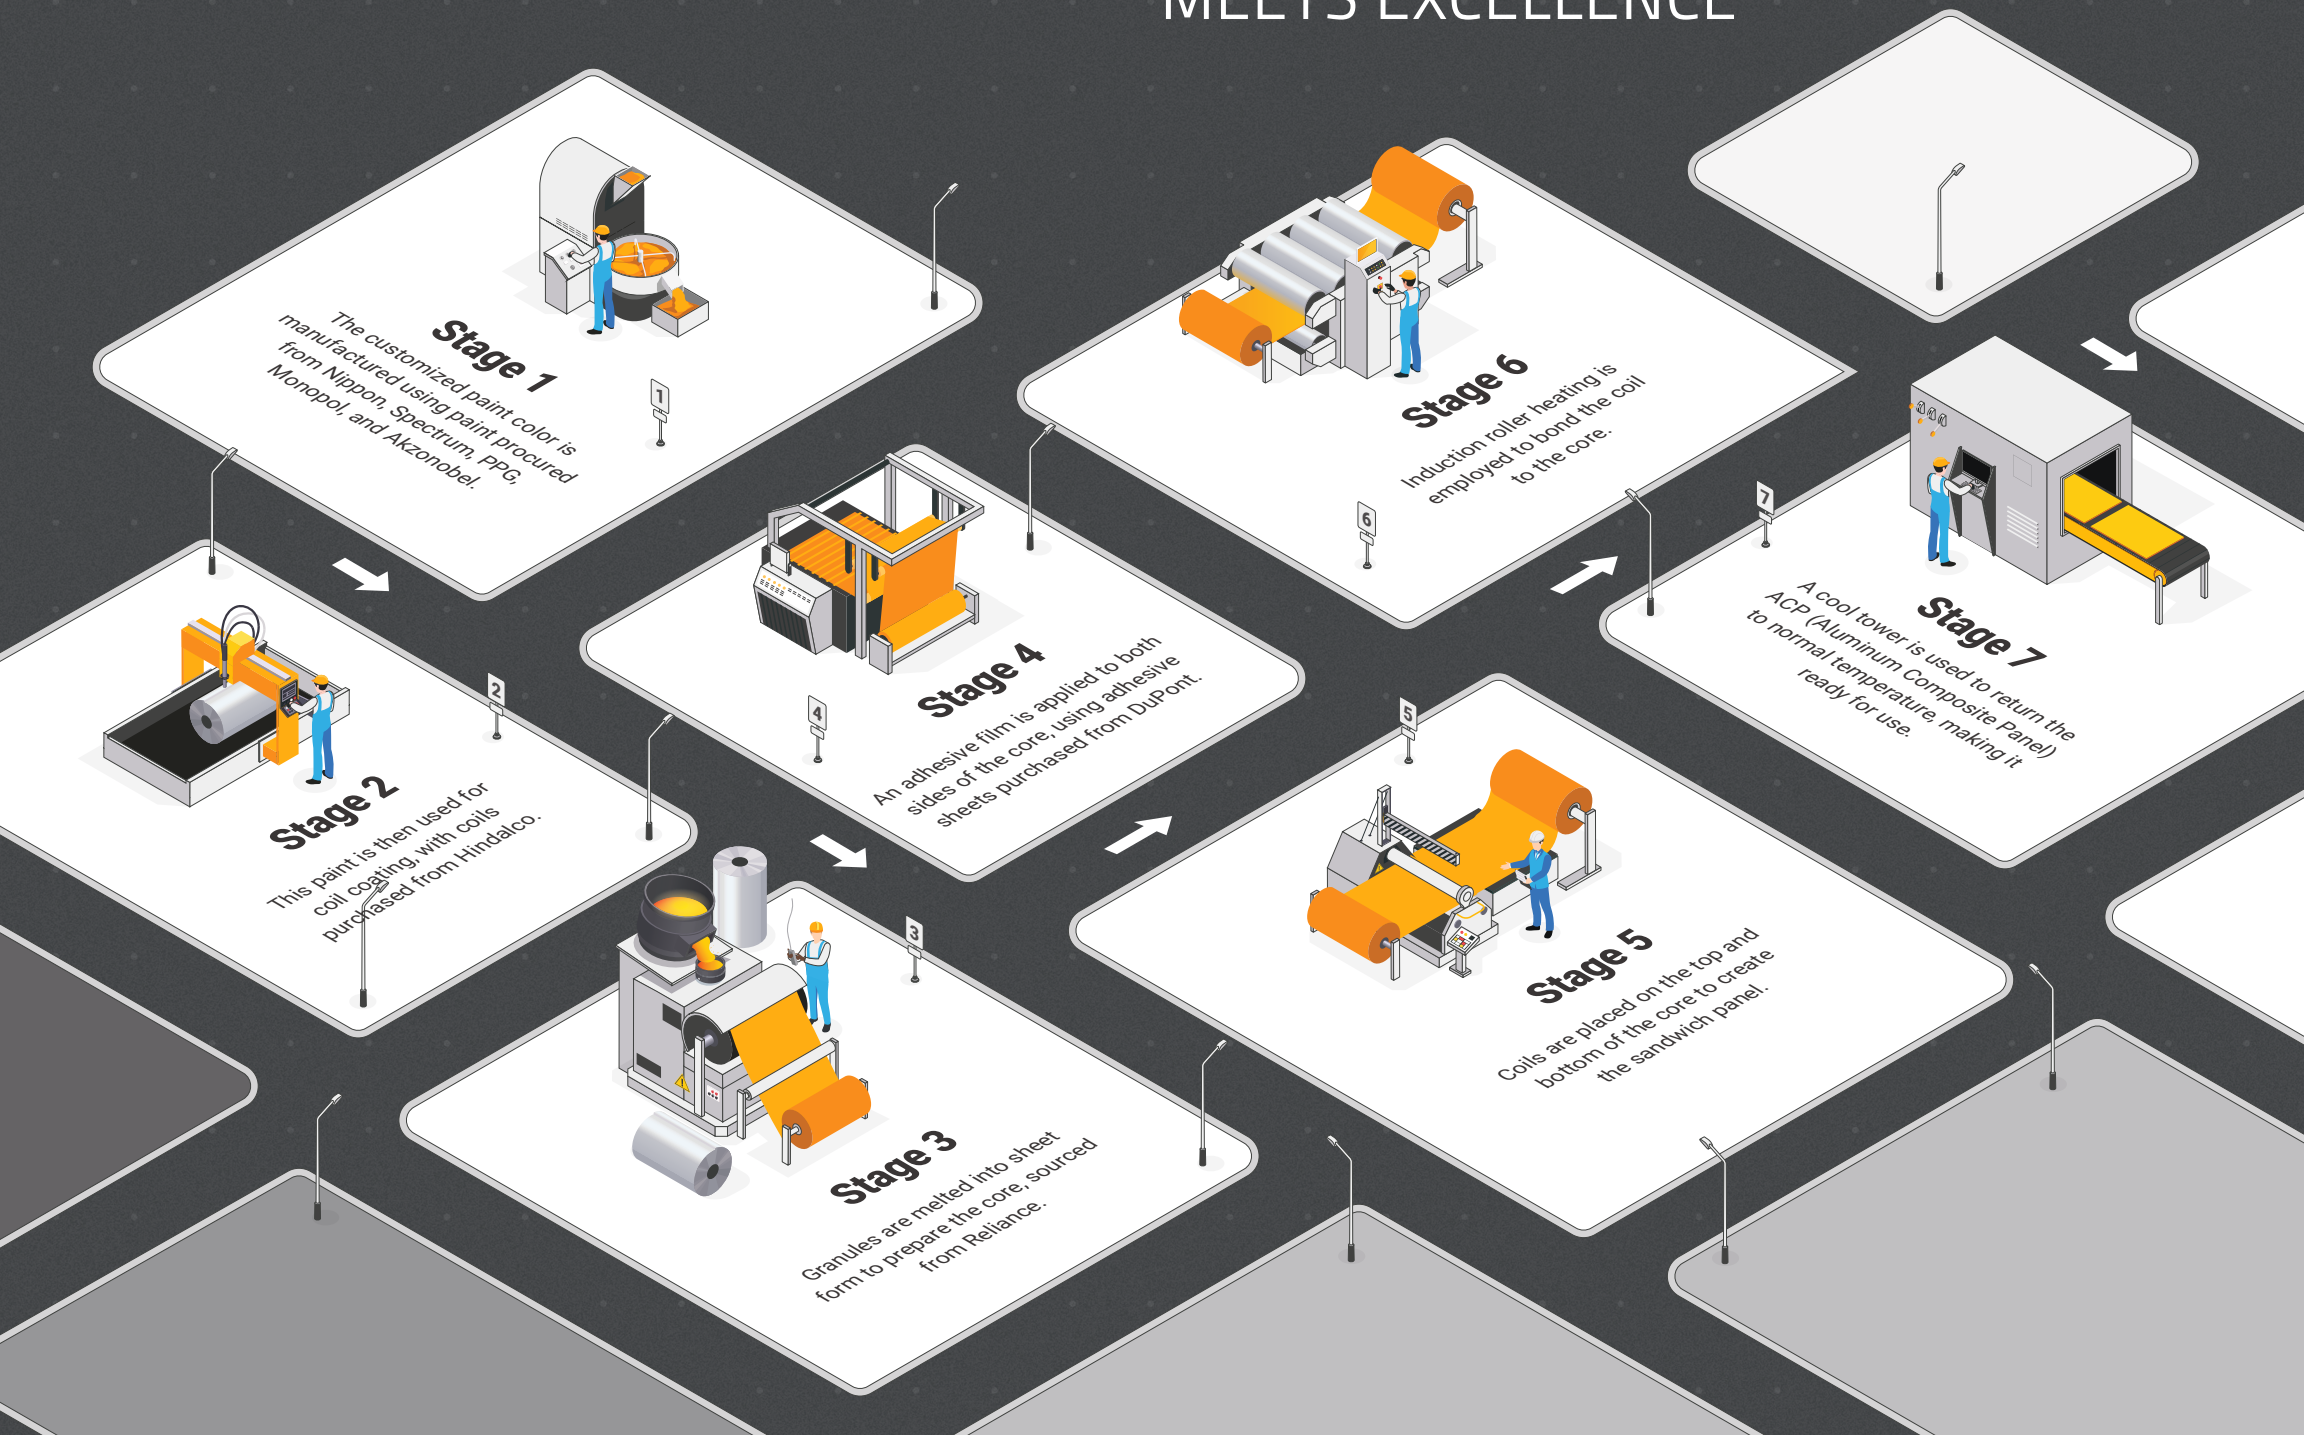 MEETS EXCELLENCE
Stage 1
The customized paint color is
manufactured using paint procured
from Nippon, Spectrum, PPG,
Monopol, and Akzonobel.
1
Stage 2
This paint is then used for
coil coating, with coils
purchased from Hindalco.
2
Stage 3
Granules are melted into sheet
form to prepare the core, sourced
from Reliance.
3
Stage 4
An adhesive film is applied to both
sides of the core, using adhesive
sheets purchased from DuPont.
4
Stage 5
Coils are placed on the top and
bottom of the core to create
the sandwich panel.
5
Stage 6
Induction roller heating is
employed to bond the coil
to the core.
6
Stage 7
A cool tower is used to return the
ACP (Aluminum Composite Panel)
to normal temperature, making it
ready for use.
7